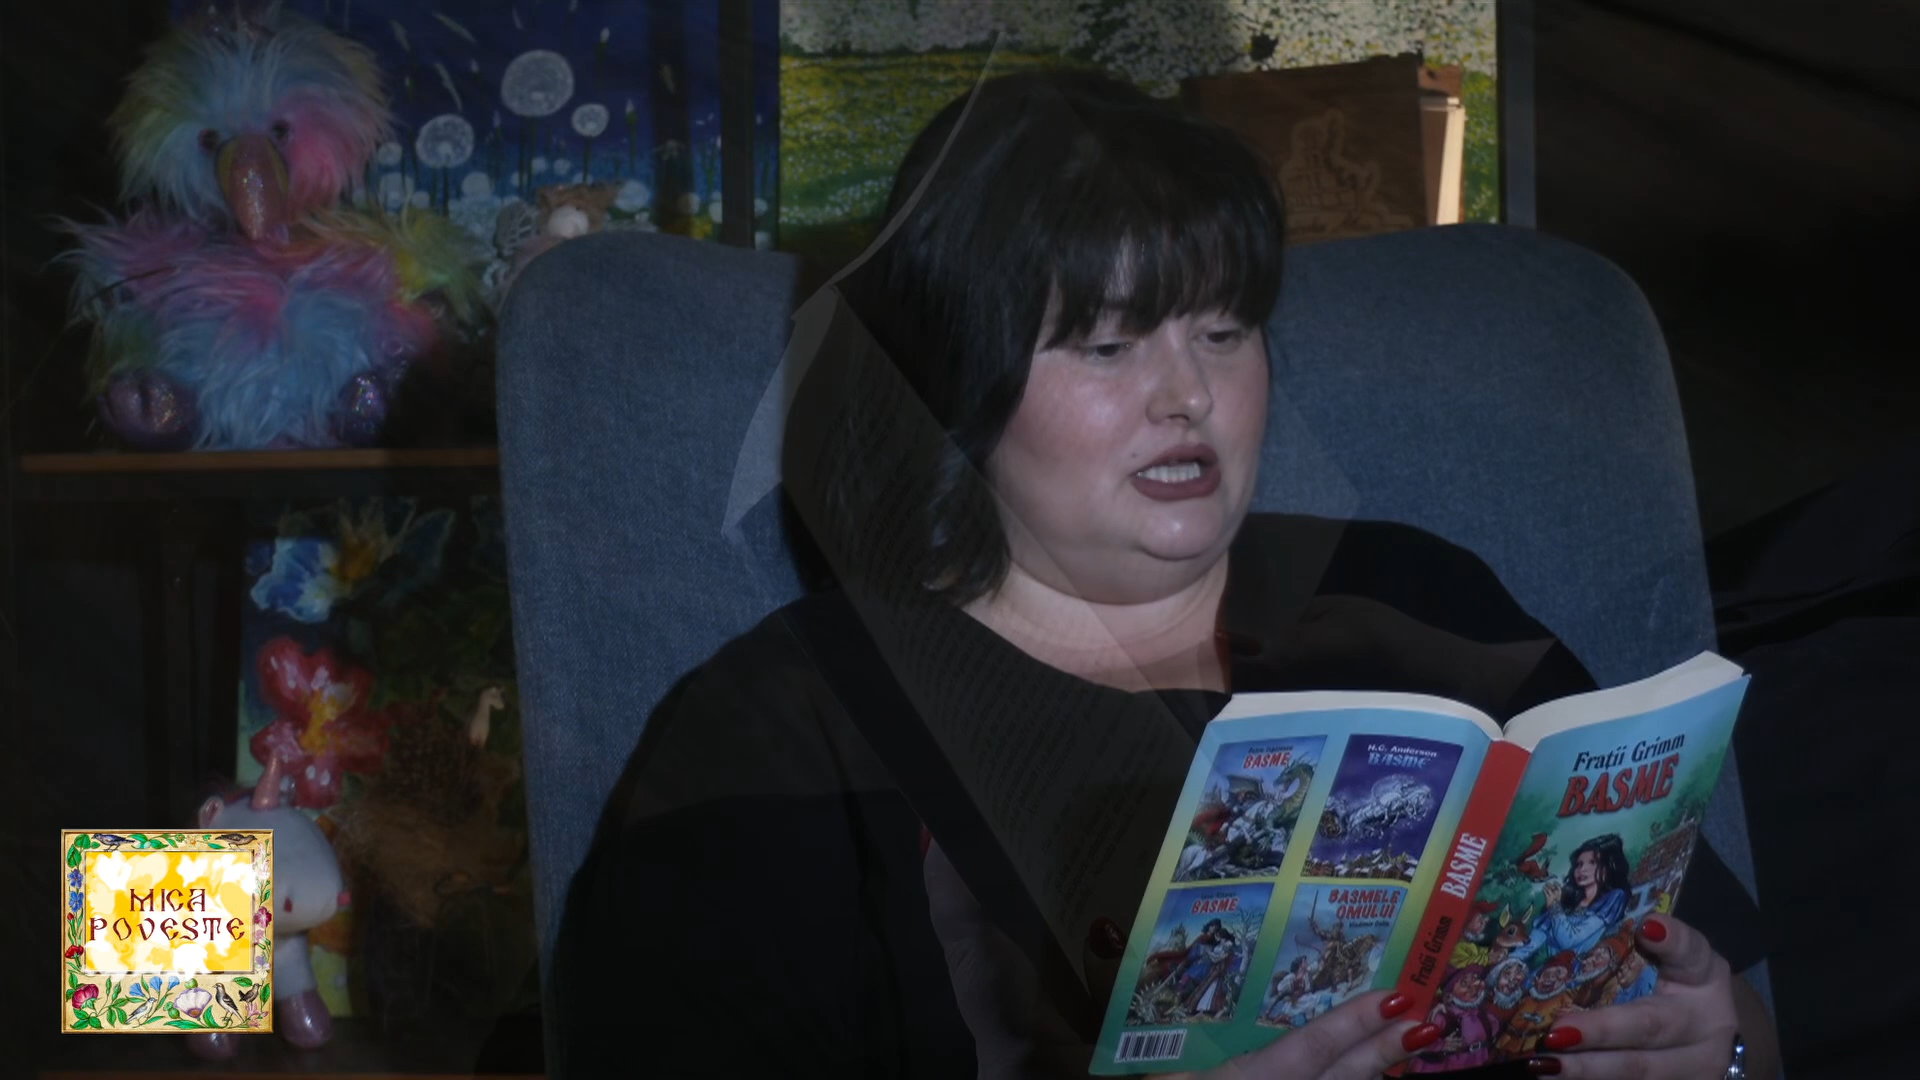 H.C. Andersen
BASME
BASME
BASME
BASMELE
OMULUI
Frații Grimm
BASME
BASME
Frații Grimm
MICA
POVESTE